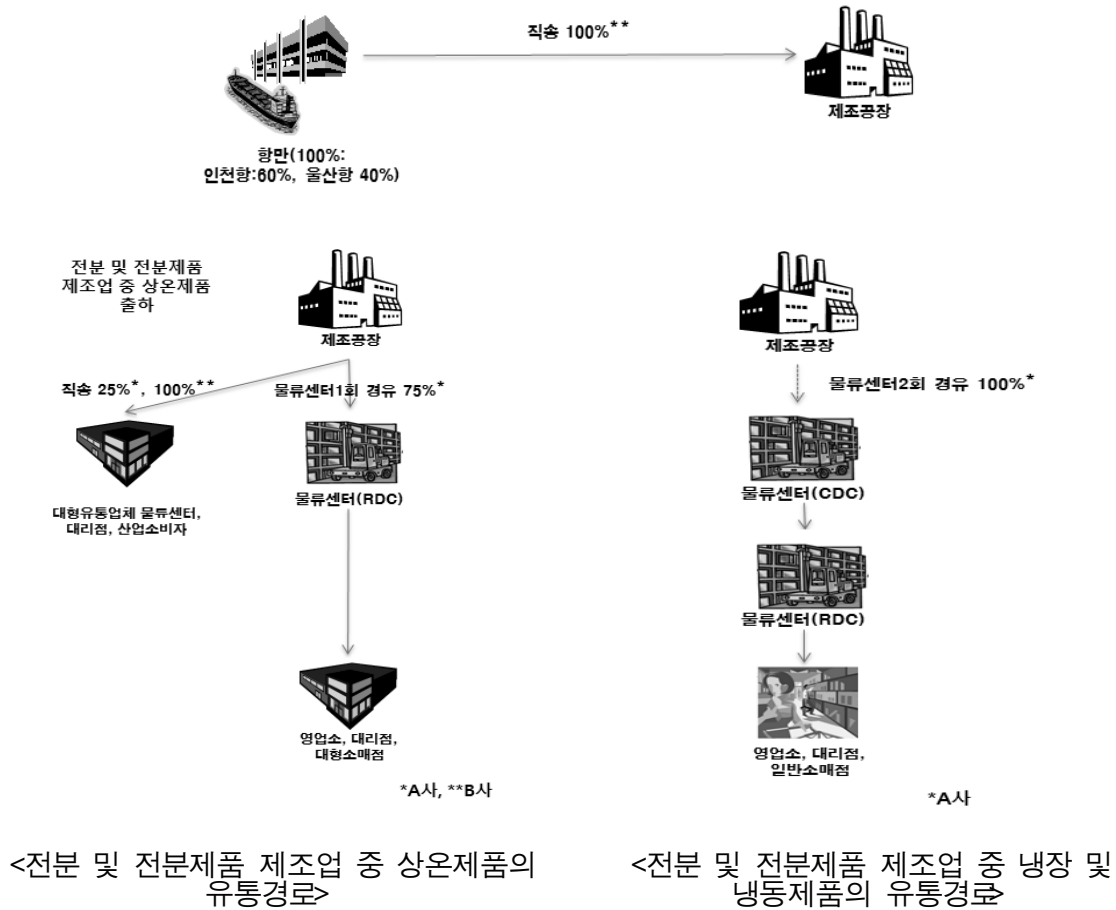 직송 100%**
제조공장
항만(100%:
인천항:60%, 울산항 40%)
전분 및 전분제품
제조업 중 상온제품
출하
제조공장
직송 25%*, 100%**
물류센터1회 경유 75%*
대형유통업체 물류센터,
대리점, 산업소비자
물류센터(RDC)
영업소, 대리점,
대형소매점
*A사, **B사
제조공장
물류센터2회 경유 100%*
물류센터(CDC)
물류센터(RDC)
영업소, 대리점,
일반소매점
*A사
<전분 및 전분제품 제조업 중 상온제품의
유통경로>
<전분 및 전분제품 제조업 중 냉장 및
냉동제품의 유통경로>